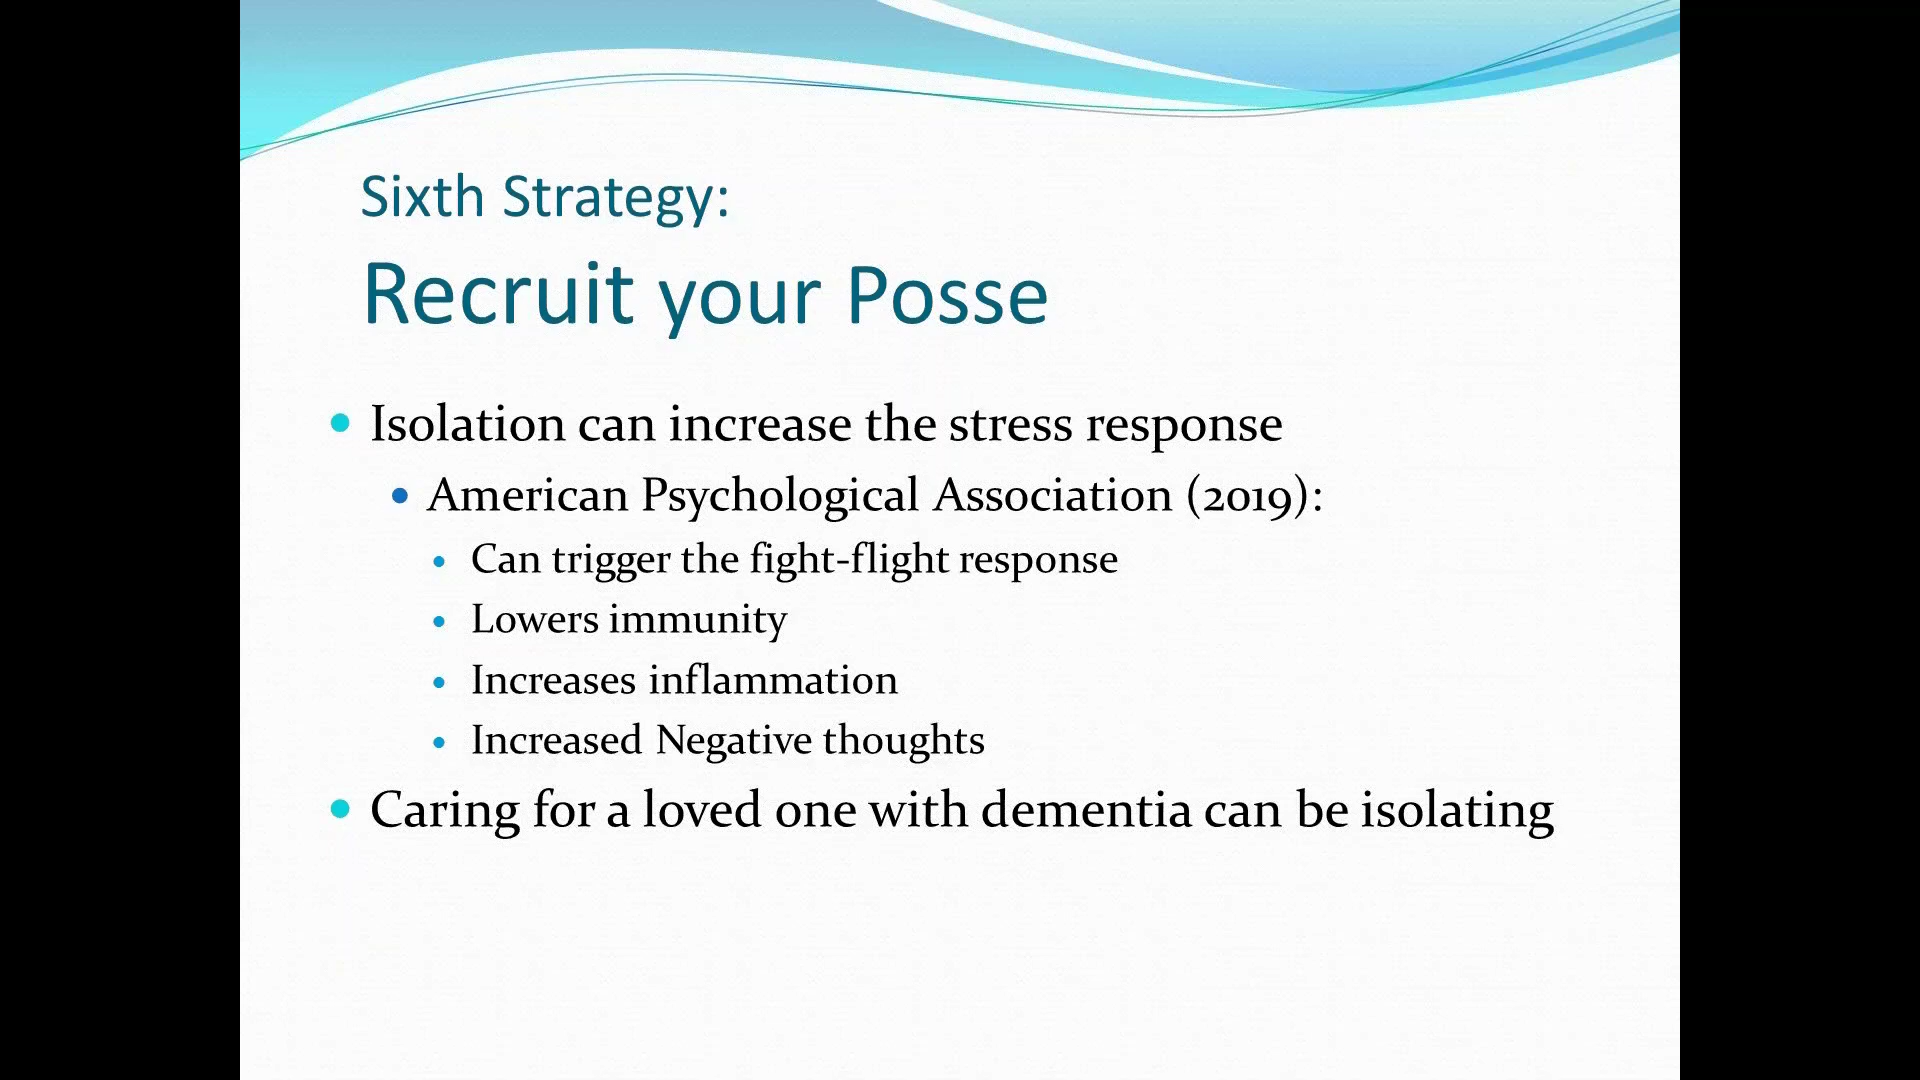 Sixth Strategy:
Recruit your Posse
• Isolation can increase the stress response
• American Psychological Association (2019):
• Can trigger the fight-flight response
• Lowers immunity
• Increases inflammation
• Increased Negative thoughts
• Caring for a loved one with dementia can be isolating